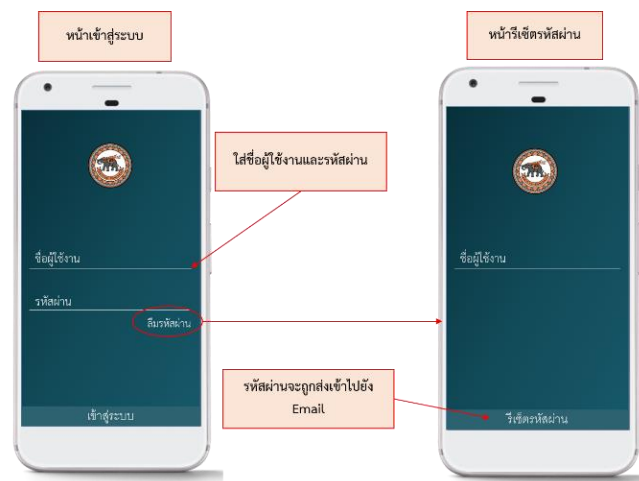 หน้าเข้าสู่ระบบ
หน้ารีเซ็ตรหัสผ่าน
ใส่ชื่อผู้ใช้งานและรหัสผ่าน
ชื่อผู้ใช้งาน
รหัสผ่าน
ลืมรหัสผ่าน
เข้าสู่ระบบ
ชื่อผู้ใช้งาน
รหัสผ่านจะถูกส่งเข้าไปยัง
Email
รีเซ็ตรหัสผ่าน